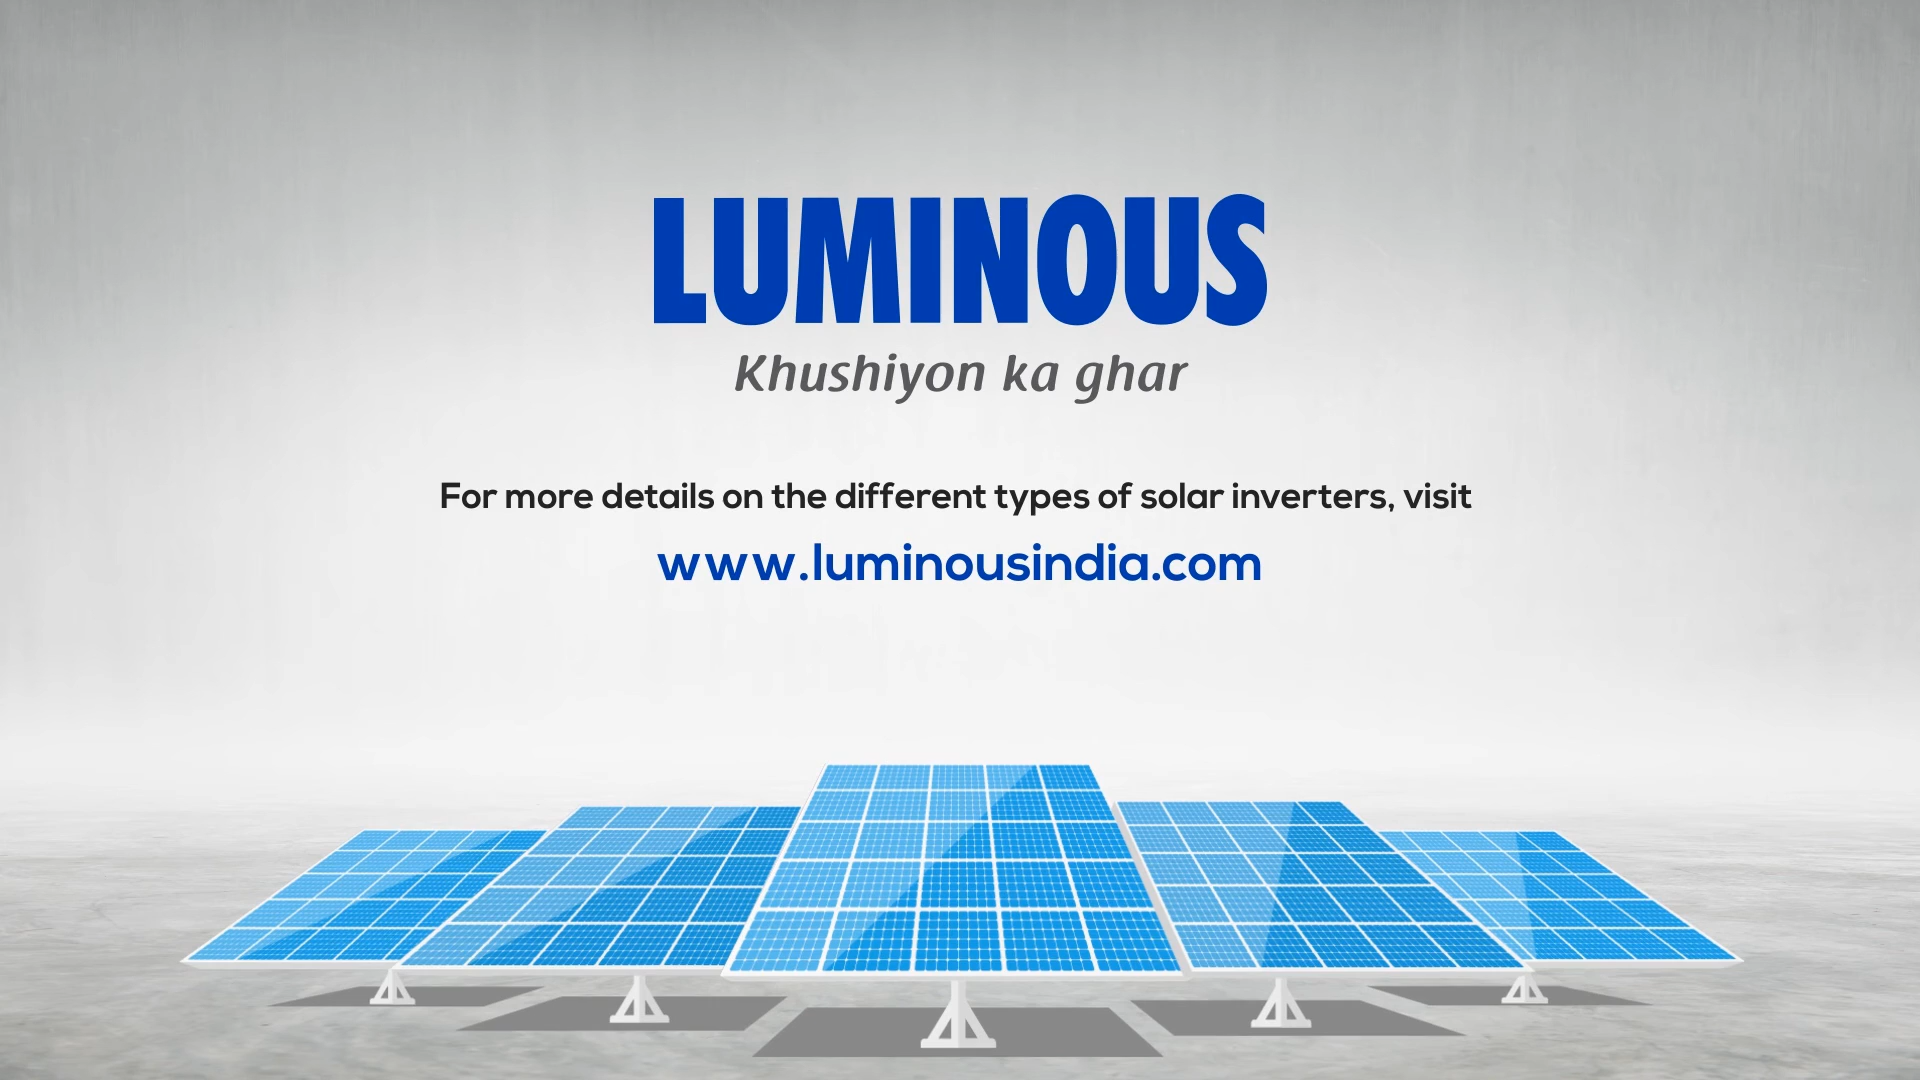 LUMINOUS
Khushiyon ka ghar
For more details on the different types of solar inverters, visit
www.luminousindia.com